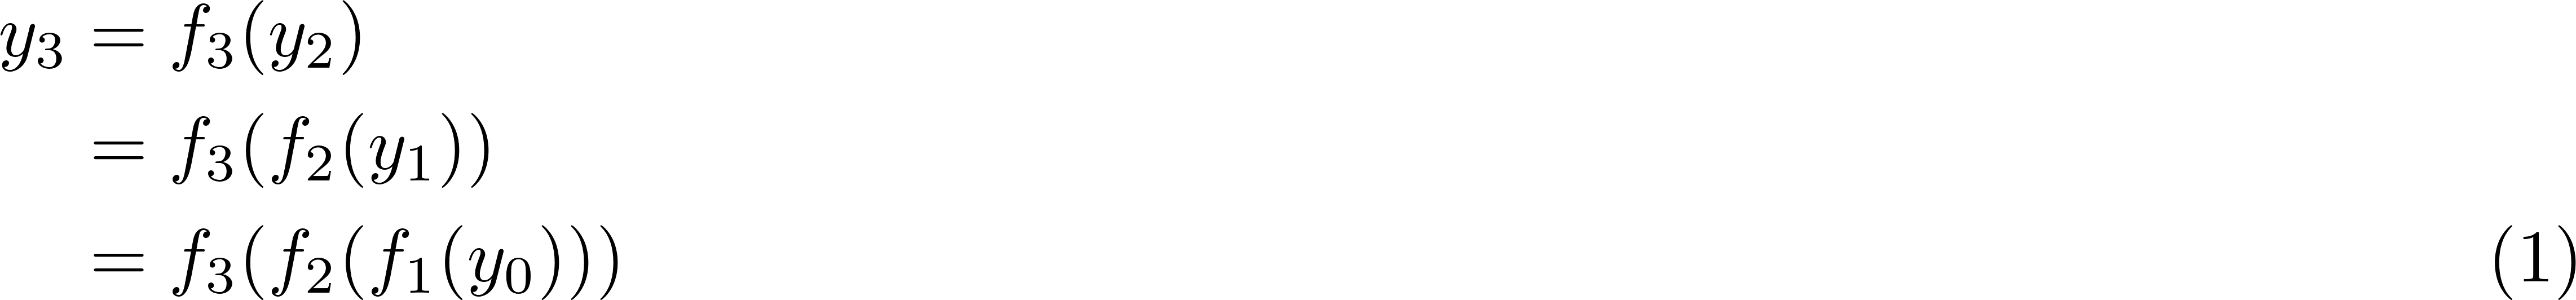 y₃ = f₃(y₂)
= f₃(f₂(y₁))
= f₃(f₂(f₁(y₀))) (1)